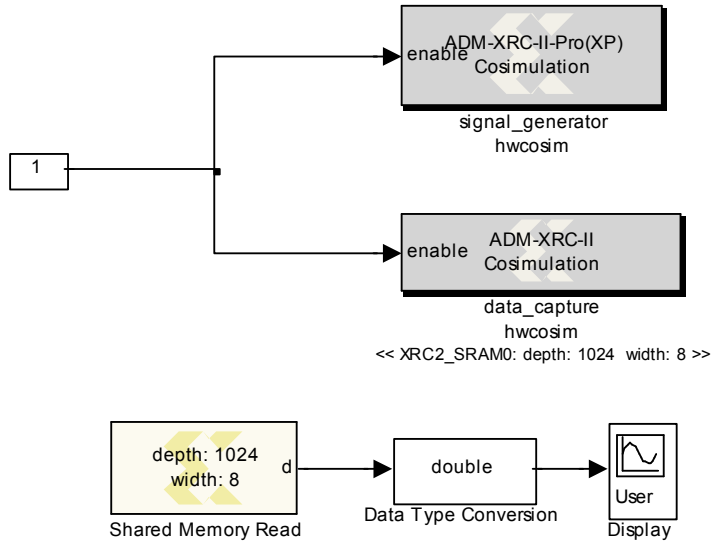 ADM-XRC-II-Pro(XP)
enable
Cosimulation
signal_generator
hwcosim
1
ADM-XRC-II
enable
Cosimulation
data_capture
hwcosim
<< XRC2_SRAM0: depth: 1024 width: 8 >>
depth: 1024
width: 8
d
Shared Memory Read
double
Data Type Conversion
User
Display